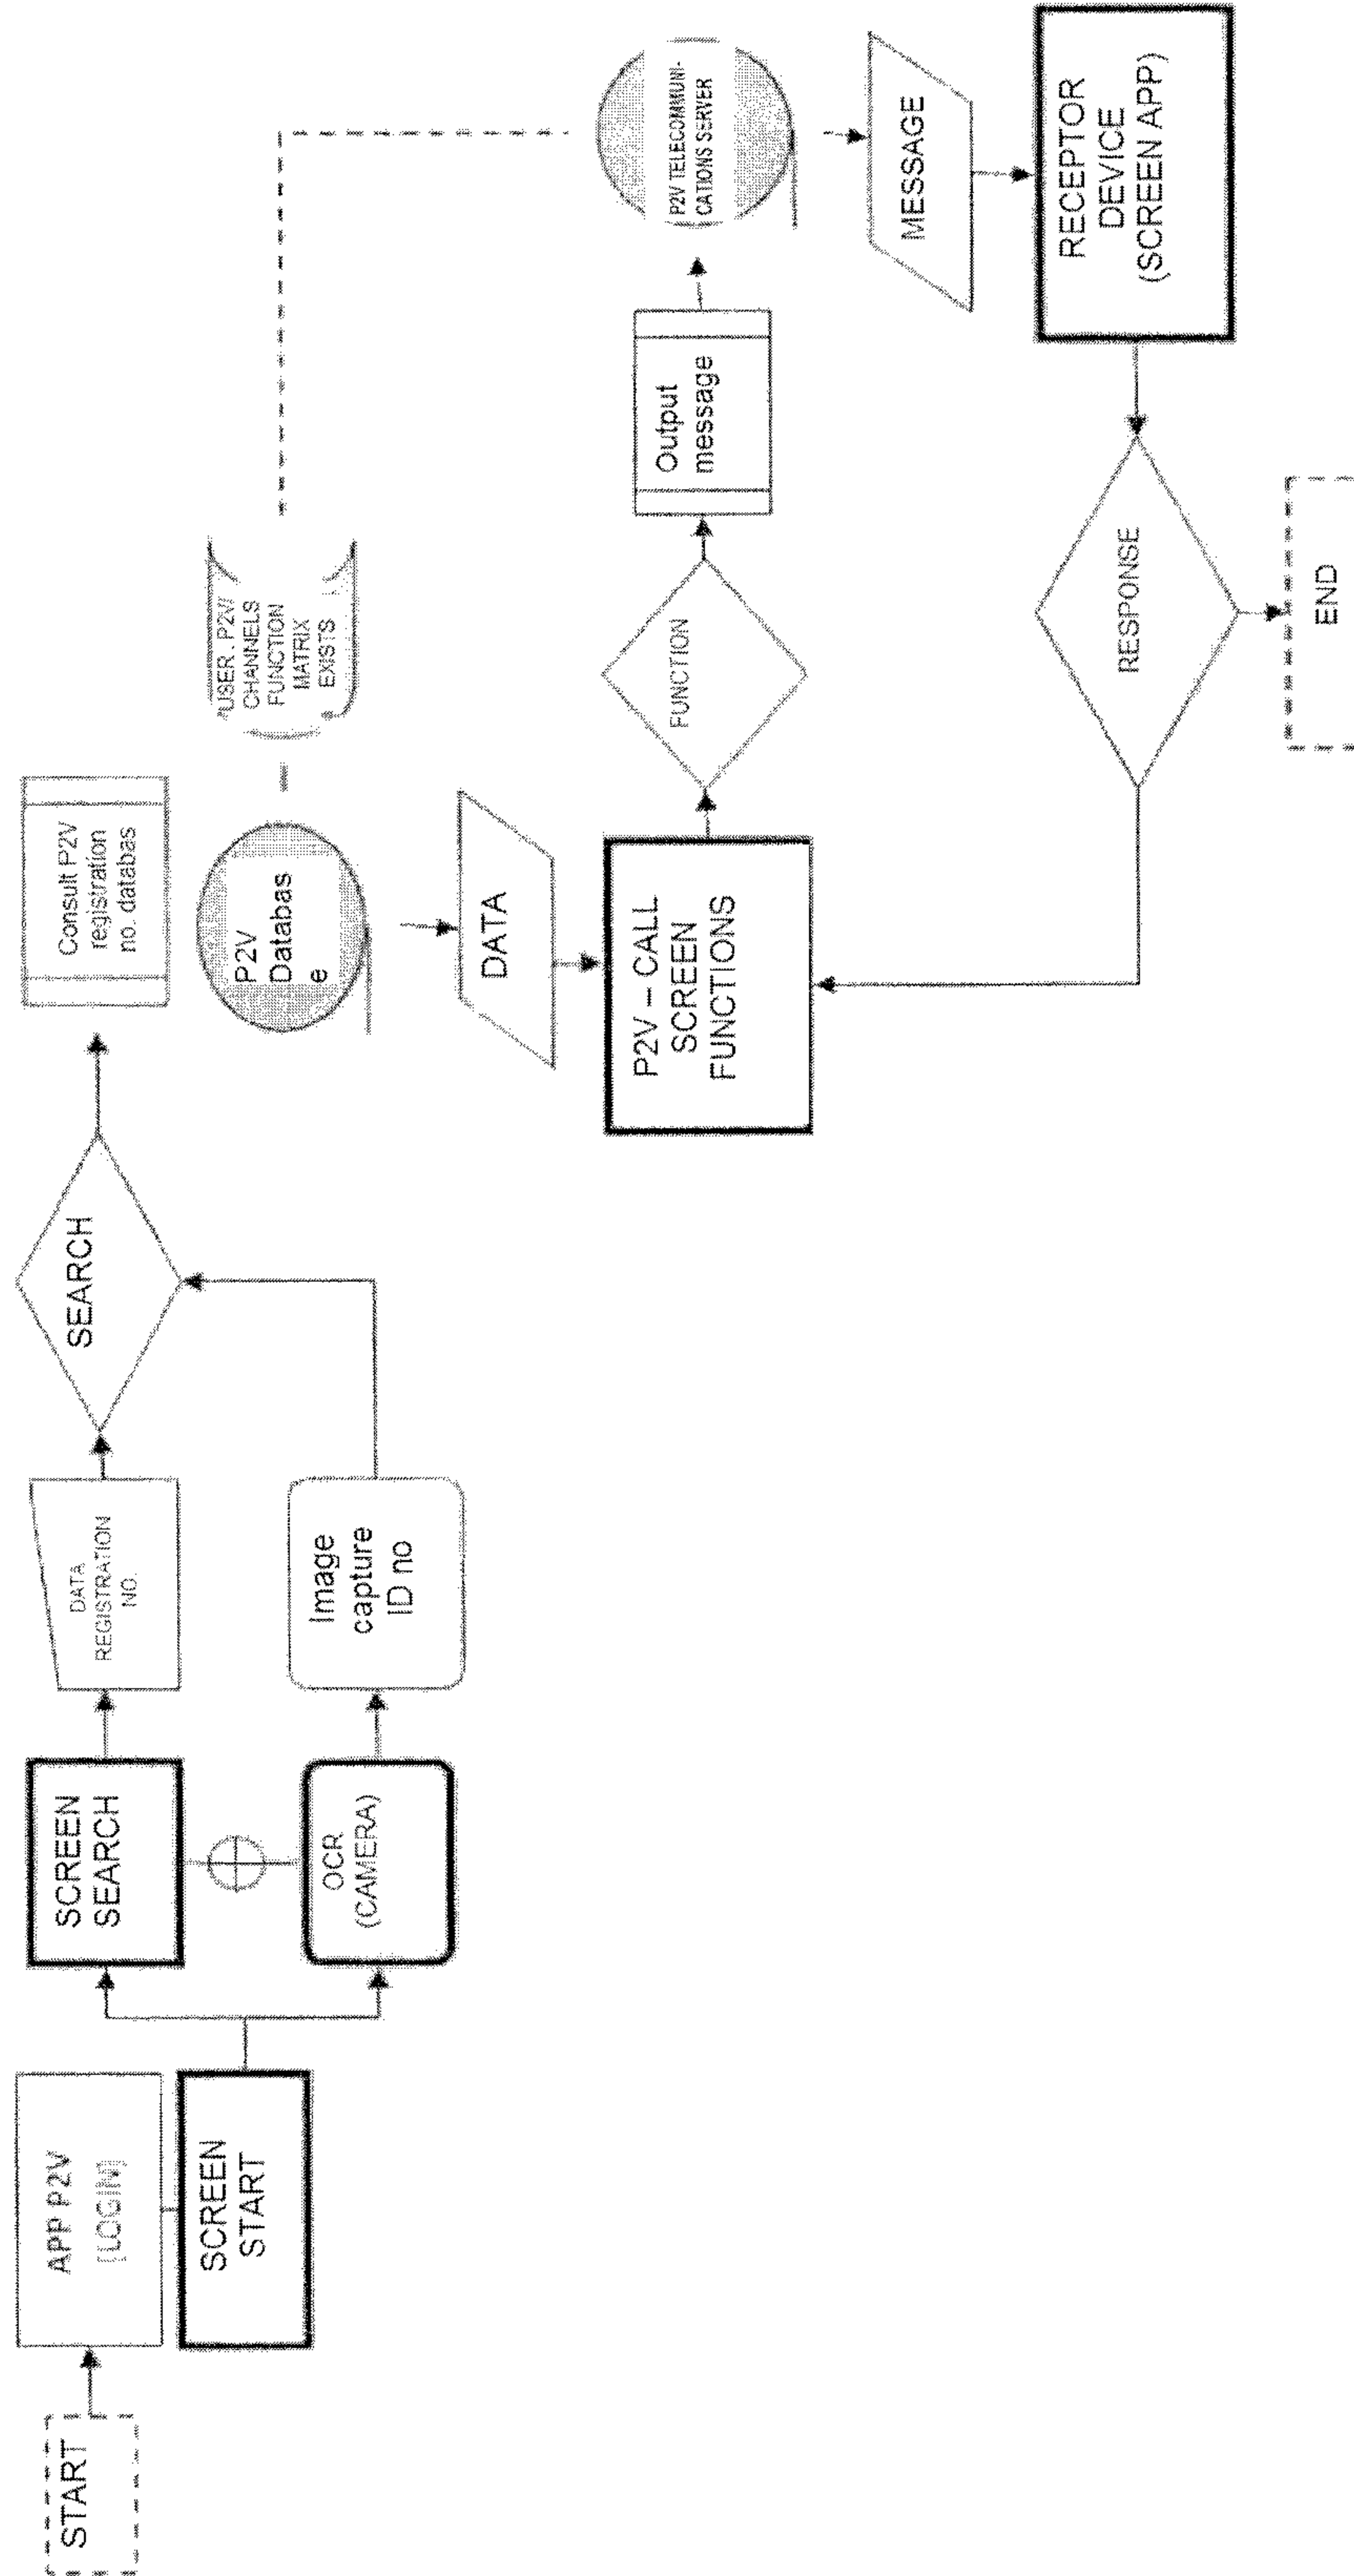 START
APP P2V
[LOGIN]
SCREEN
START
SCREEN
SEARCH
OCR
(CAMERA)
DATA
REGISTRATION
NO.
Image
capture
ID no
SEARCH
Consult P2V
registration
no. databas
P2V
Databas
e
USER. P2V/
CHANNELS
FUNCTION
MATRIX
EXISTS
DATA
P2V – CALL
SCREEN
FUNCTIONS
FUNCTION
Output
message
P2V TELECOMMUNI-
CATIONS SERVER
MESSAGE
RECEPTOR
DEVICE
(SCREEN APP)
RESPONSE
END